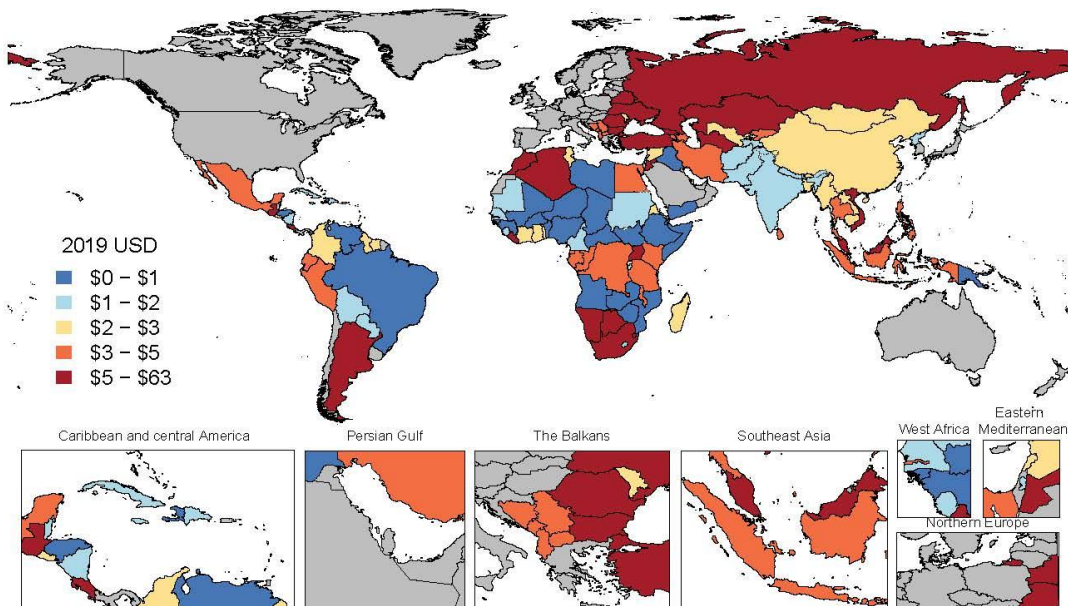 2019 USD
$0 – $1
$1 – $2
$2 – $3
$3 – $5
$5 – $63
Caribbean and central America
Persian Gulf
The Balkans
Southeast Asia
West Africa
Eastern
Mediterranean
Northern Europe